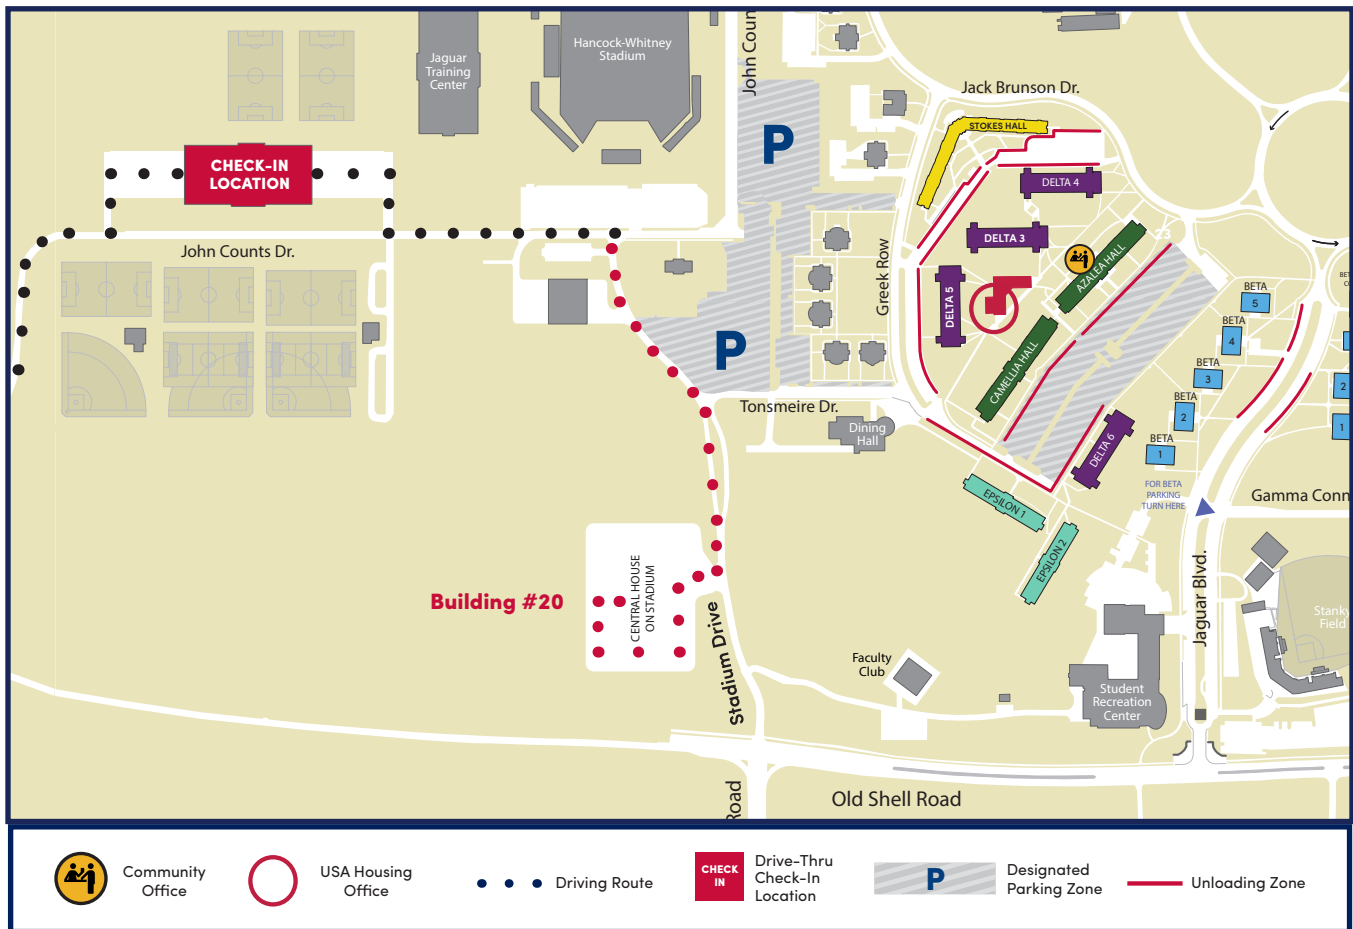 Jaguar
Training
Center
Hancock-Whitney
Stadium
John Coun
P
Jack Brunson Dr.
STOKES HALL
CHECK-IN
LOCATION
DELTA 4
DELTA 3
23
AZALEA HALL
John Counts Dr.
Greek Row
DELTA 5
BETA
5
BETA
4
BETA
3
BETA
2
BETA
1
P
CAMELLIA HALL
2
1
Tonsmeire Dr.
Dining
Hall
DELTA 6
EPSILON 1
EPSILON 2
FOR BETA
PARKING
TURN HERE
Gamma Conn
Jaguar Blvd.
Stanky
Field
Building #20
CENTRAL HOUSE
ON STADIUM
Stadium Drive
Faculty
Club
Student
Recreation
Center
Road
Old Shell Road
Community
Office
USA Housing
Office
Driving Route
CHECK
IN
Drive-Thru
Check-In
Location
P
Designated
Parking Zone
Unloading Zone